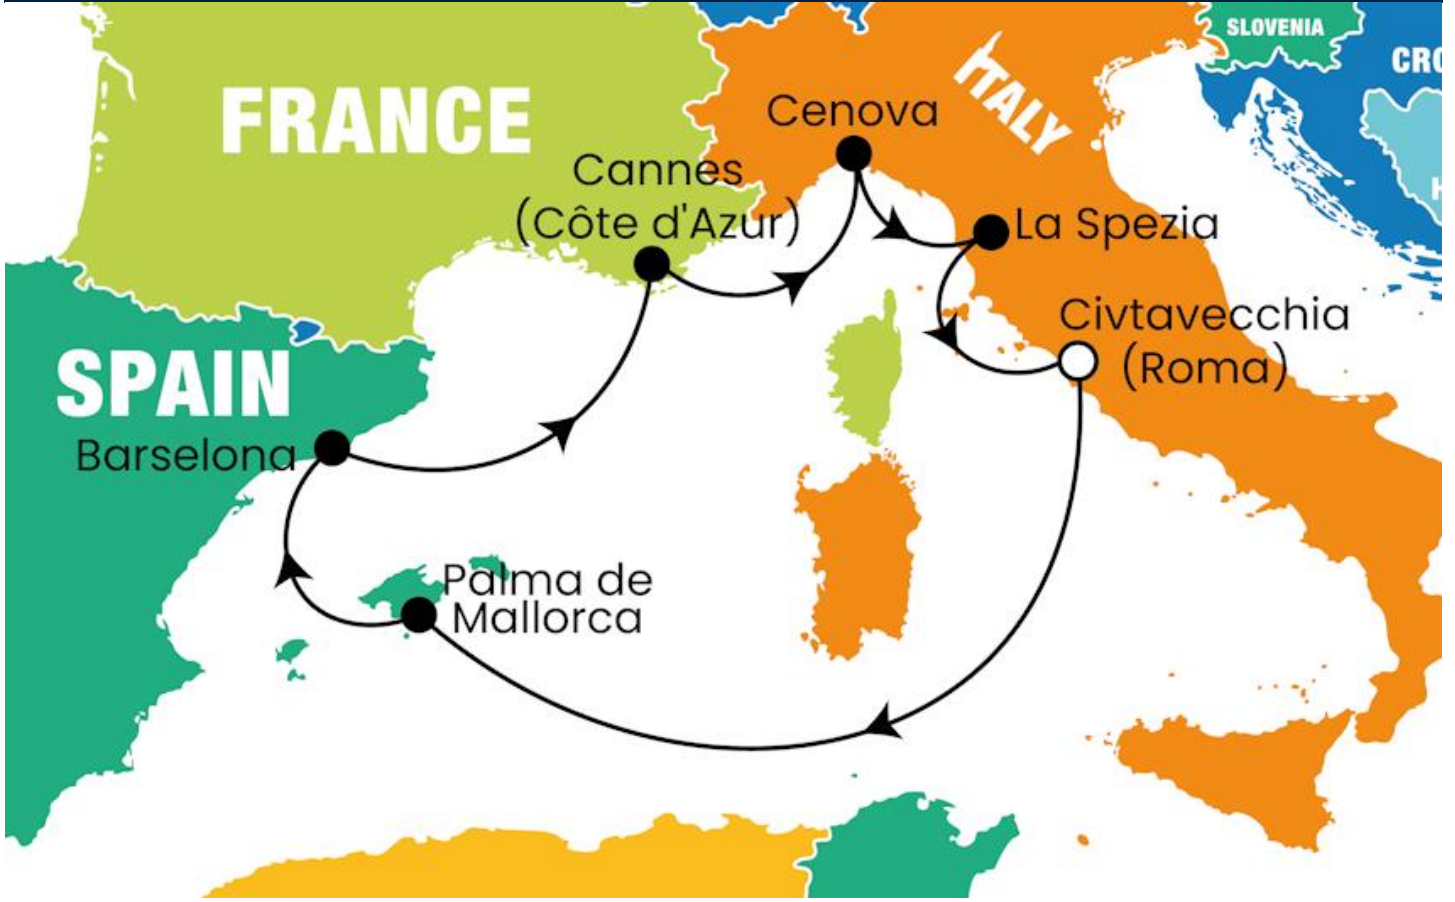 SLOVENIA
CRO
ITALY
FRANCE
Cenova
Cannes
(Côte d'Azur)
La Spezia
H
Civtavecchia
(Roma)
SPAIN
Barselona
Palma de
Mallorca